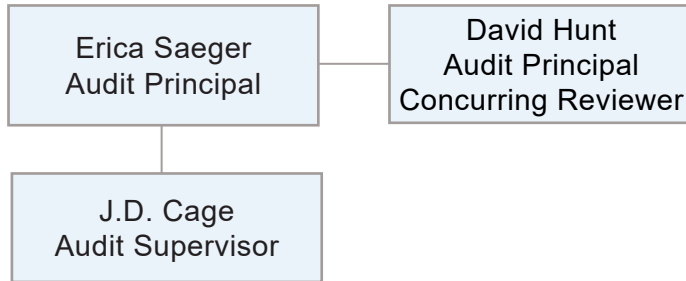 Erica Saeger
Audit Principal
David Hunt
Audit Principal
Concurring Reviewer
J.D. Cage
Audit Supervisor